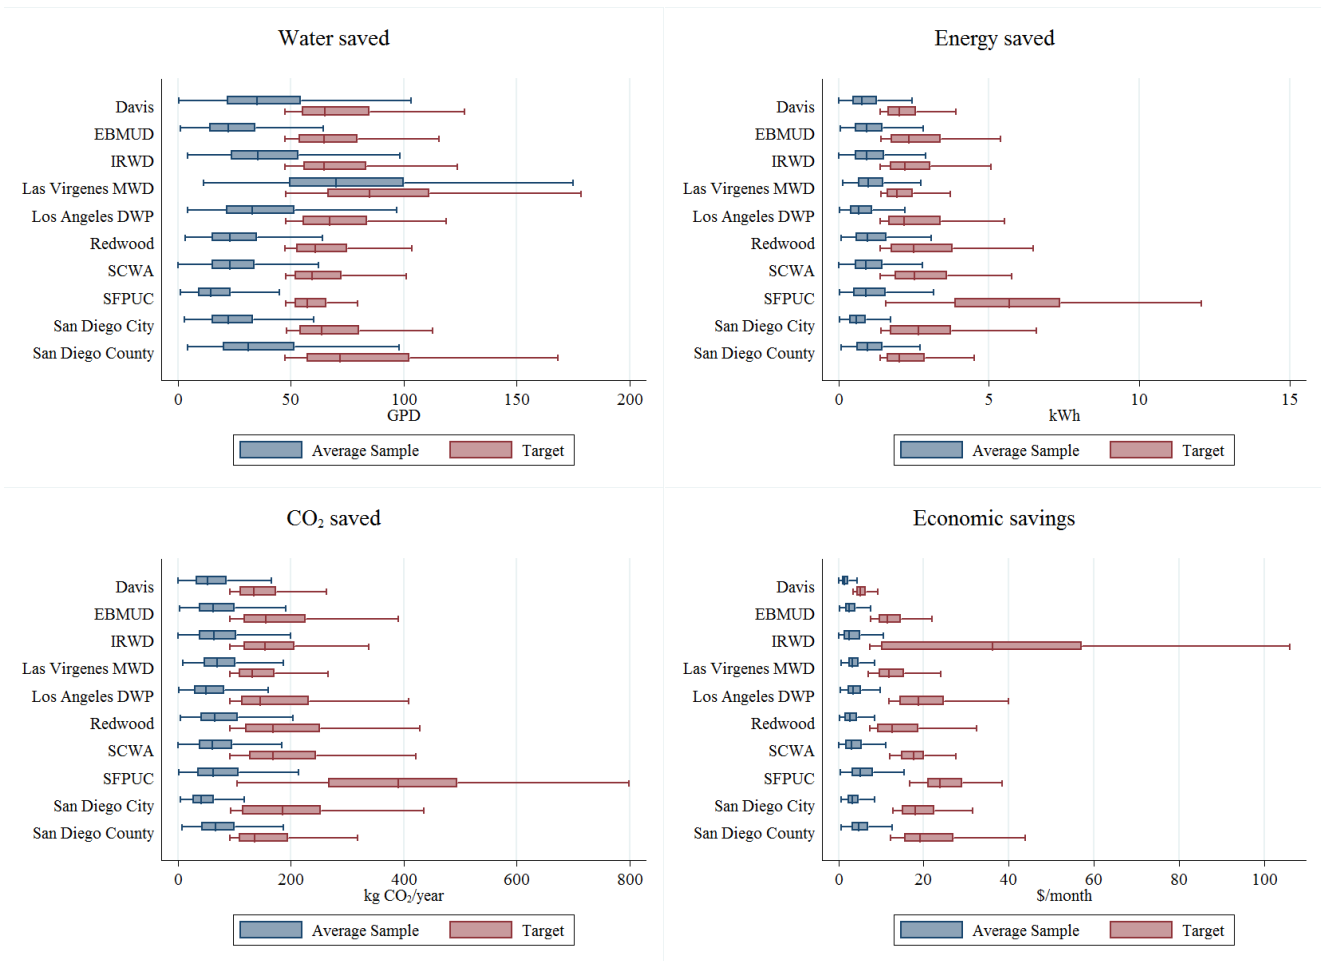 Water saved
Davis
EBMUD
IRWD
Las Virgenes MWD
Los Angeles DWP
Redwood
SCWA
SFPUC
San Diego City
San Diego County
0 50 100 150 200
GPD
Average Sample Target
Energy saved
Davis
EBMUD
IRWD
Las Virgenes MWD
Los Angeles DWP
Redwood
SCWA
SFPUC
San Diego City
San Diego County
0 5 10 15
kWh
Average Sample Target
CO₂ saved
Davis
EBMUD
IRWD
Las Virgenes MWD
Los Angeles DWP
Redwood
SCWA
SFPUC
San Diego City
San Diego County
0 200 400 600 800
kg CO₂/year
Average Sample Target
Economic savings
Davis
EBMUD
IRWD
Las Virgenes MWD
Los Angeles DWP
Redwood
SCWA
SFPUC
San Diego City
San Diego County
0 20 40 60 80 100
$/month
Average Sample Target